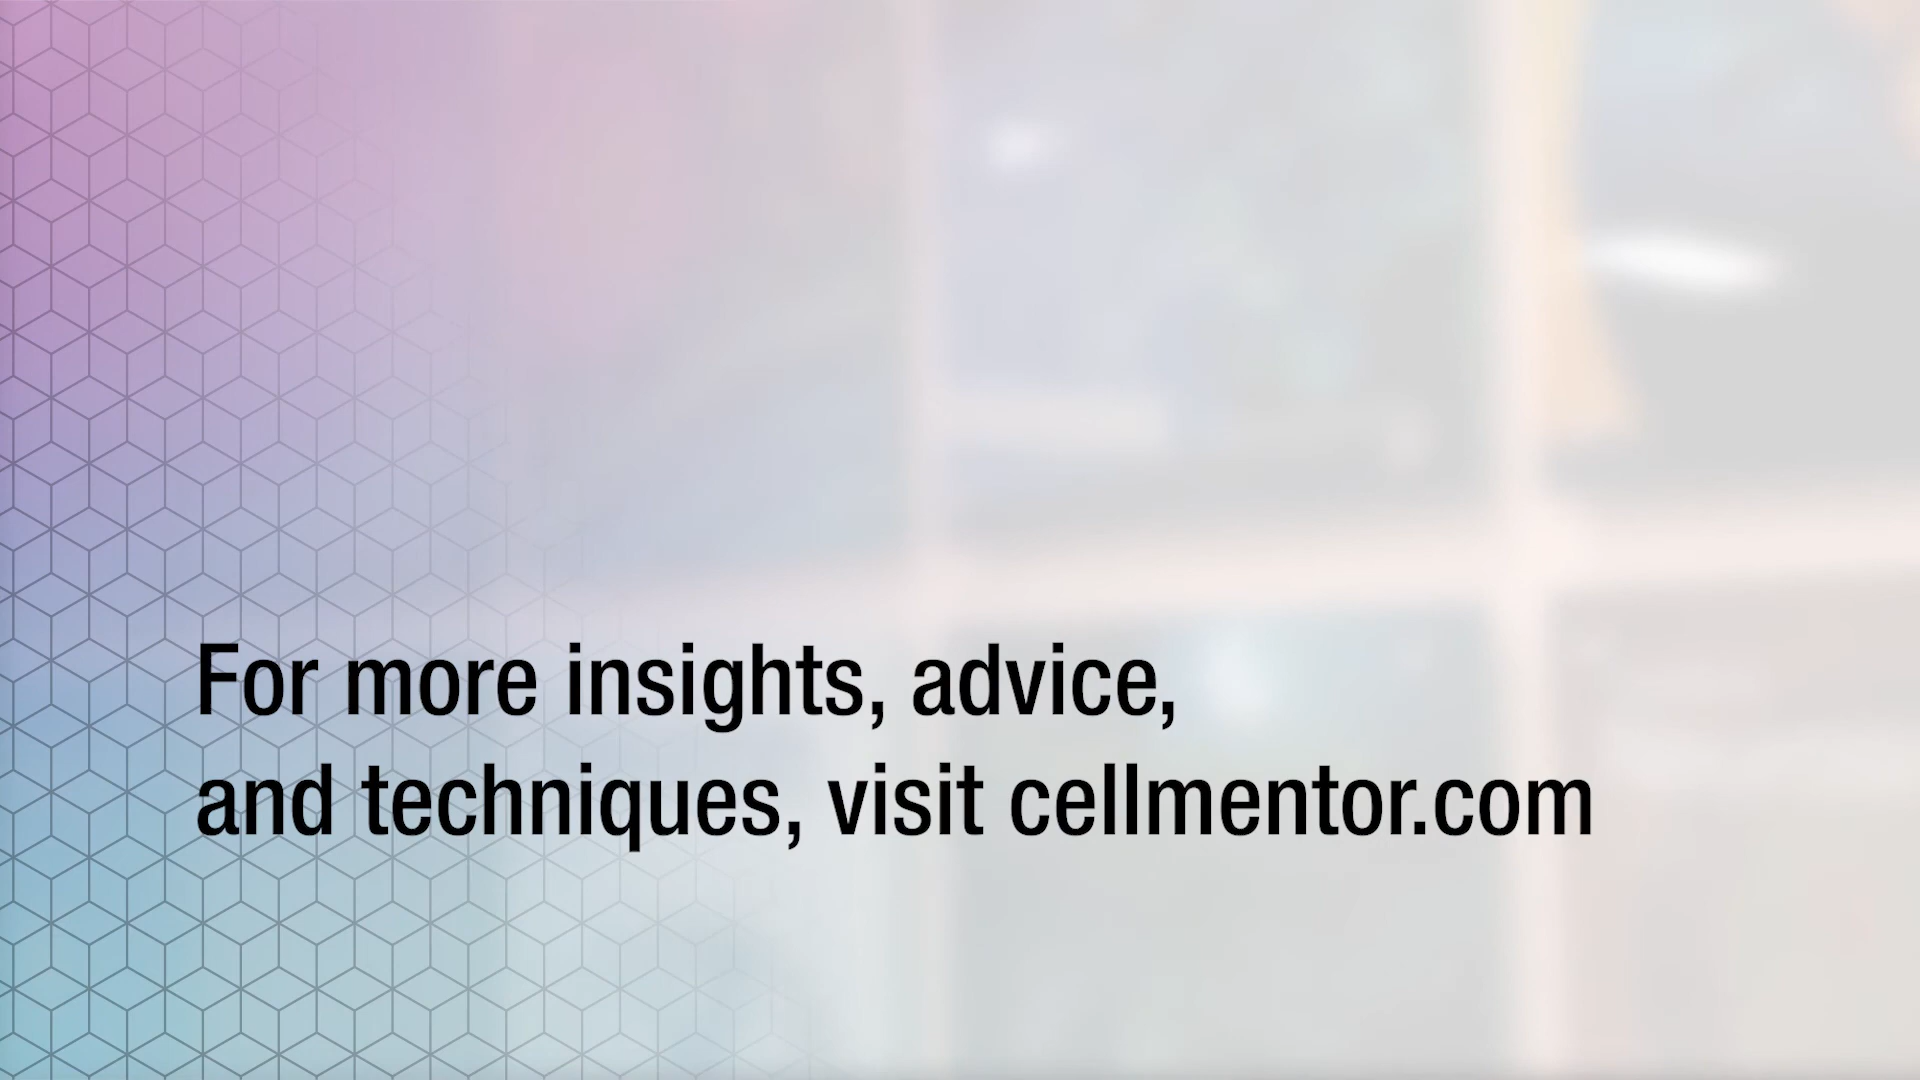 For more insights, advice,
and techniques, visit cellmentor.com